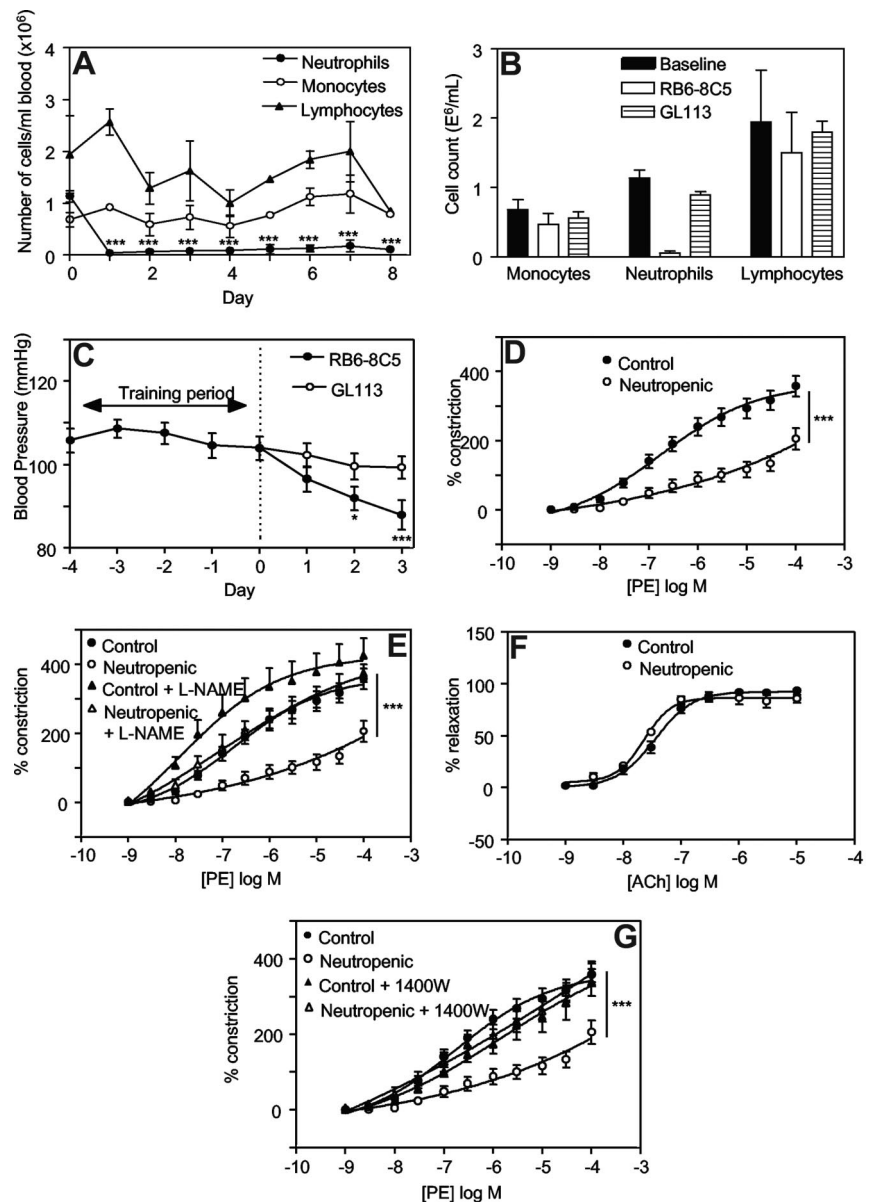 A
Number of cells/ml blood (x10⁶)
4
3
2
1
0
Neutrophils
Monocytes
Lymphocytes
*** *** *** *** *** *** *** ***
0 2 4 6 8
Day
B
Cell count (E⁶/mL)
3
2
1
0
Baseline
RB6-8C5
GL113
Monocytes Neutrophils Lymphocytes
C
Blood Pressure (mmHg)
120
100
80
Training period
RB6-8C5
GL113
*
***
-4 -3 -2 -1 0 1 2 3
Day
D
% constriction
400
200
0
Control
Neutropenic
***
-10 -9 -8 -7 -6 -5 -4 -3
[PE] log M
E
% constriction
400
200
0
Control
Neutropenic
Control + L-NAME
Neutropenic
+ L-NAME
***
-10 -9 -8 -7 -6 -5 -4 -3
[PE] log M
F
% relaxation
150
100
50
0
-50
Control
Neutropenic
-10 -9 -8 -7 -6 -5 -4 -3
[ACh] log M
G
% constriction
400
200
0
Control
Neutropenic
Control + 1400W
Neutropenic + 1400W
***
-10 -9 -8 -7 -6 -5 -4 -3
[PE] log M